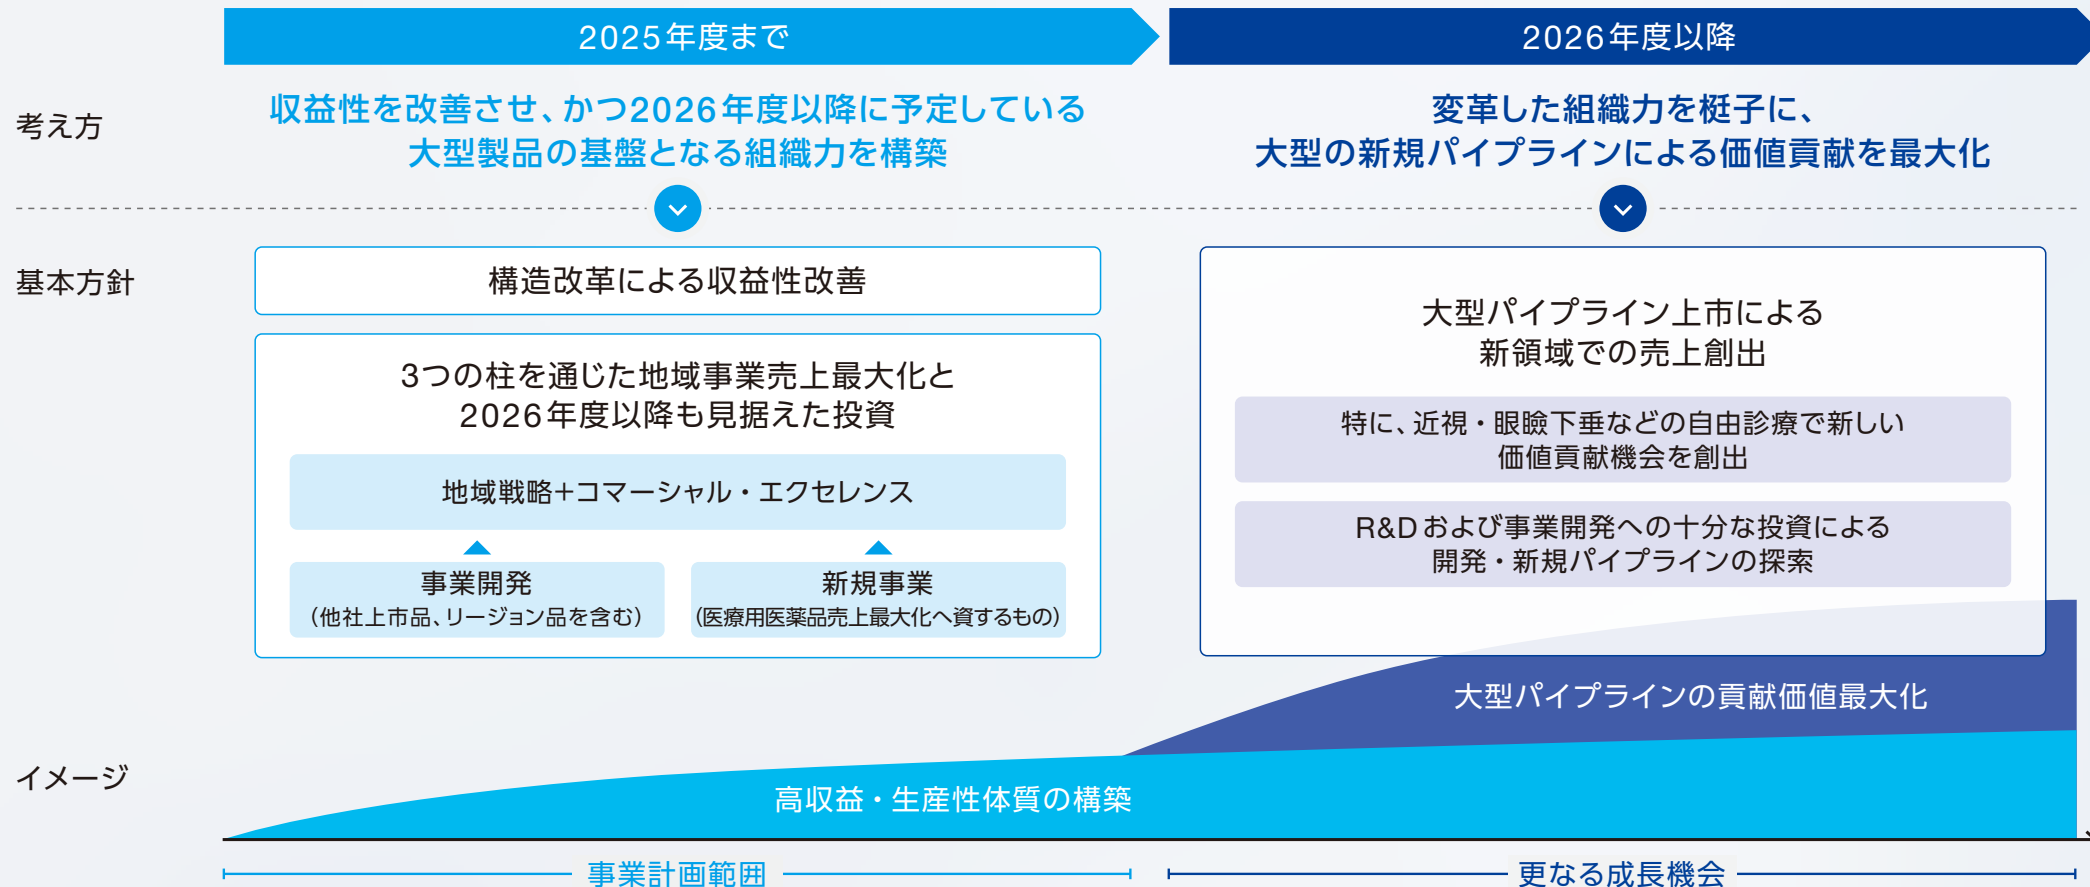 2025年度まで
2026年度以降
考え方
収益性を改善させ、かつ2026年度以降に予定している
大型製品の基盤となる組織力を構築
変革した組織力を梃子に、
大型の新規パイプラインによる価値貢献を最大化
基本方針
構造改革による収益性改善
3つの柱を通じた地域事業売上最大化と
2026年度以降も見据えた投資
地域戦略+コマーシャル・エクセレンス
事業開発
(他社上市品、リージョン品を含む)
新規事業
(医療用医薬品売上最大化へ資するもの)
大型パイプライン上市による
新領域での売上創出
特に、近視・眼瞼下垂などの自由診療で新しい
価値貢献機会を創出
R&Dおよび事業開発への十分な投資による
開発・新規パイプラインの探索
イメージ
大型パイプラインの貢献価値最大化
高収益・生産性体質の構築
事業計画範囲
更なる成長機会